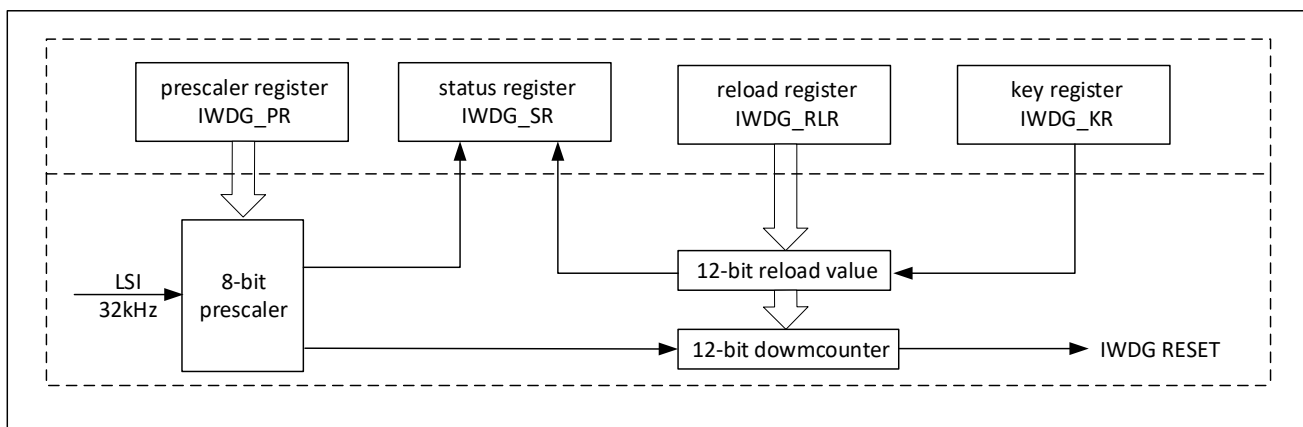 prescaler register
IWDG_PR
status register
IWDG_SR
reload register
IWDG_RLR
key register
IWDG_KR
LSI
32kHz
8-bit
prescaler
12-bit reload value
12-bit dowmcounter
IWDG RESET